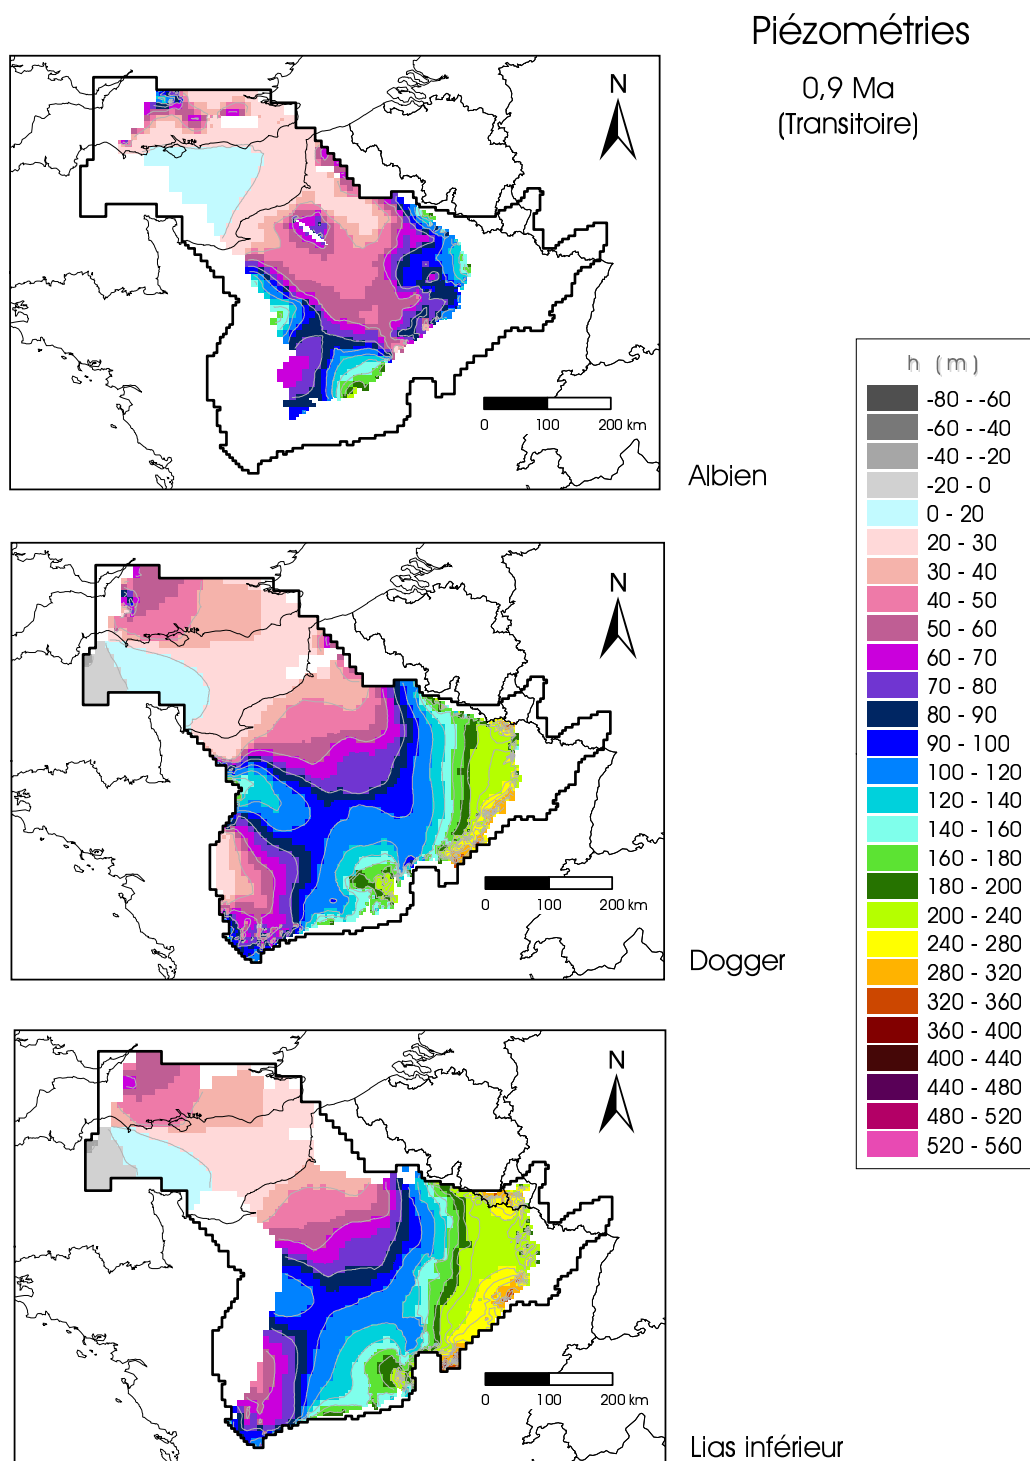 Piézométries
0,9 Ma
(Transitoire)
N
0 100 200 km
Albien
h (m)
-80 - -60
-60 - -40
-40 - -20
-20 - 0
0 - 20
20 - 30
30 - 40
40 - 50
50 - 60
60 - 70
70 - 80
80 - 90
90 - 100
100 - 120
120 - 140
140 - 160
160 - 180
180 - 200
200 - 240
240 - 280
280 - 320
320 - 360
360 - 400
400 - 440
440 - 480
480 - 520
520 - 560
N
0 100 200 km
Dogger
N
0 100 200 km
Lias inférieur